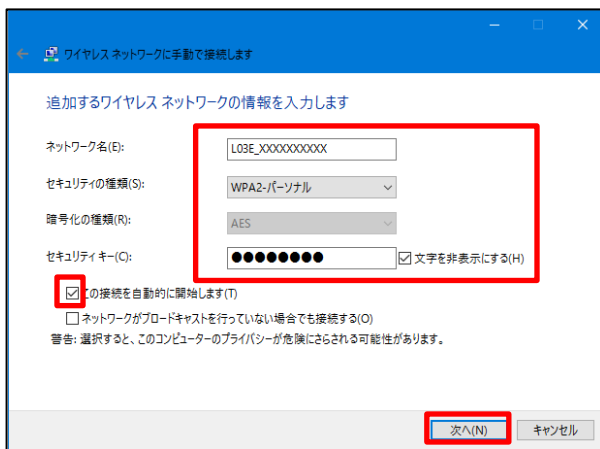 ワイヤレス ネットワークに手動で接続します
追加するワイヤレス ネットワークの情報を入力します
ネットワーク名(E):
L03E_XXXXXXXXXX
セキュリティの種類(S):
WPA2-パーソナル
暗号化の種類(R):
AES
セキュリティ キー(C):
●●●●●●●●
文字を非表示にする(H)
この接続を自動的に開始します(T)
ネットワークがブロードキャストを行っていない場合でも接続する(O)
警告: 選択すると、このコンピューターのプライバシーが危険にさらされる可能性があります。
次へ(N) キャンセル